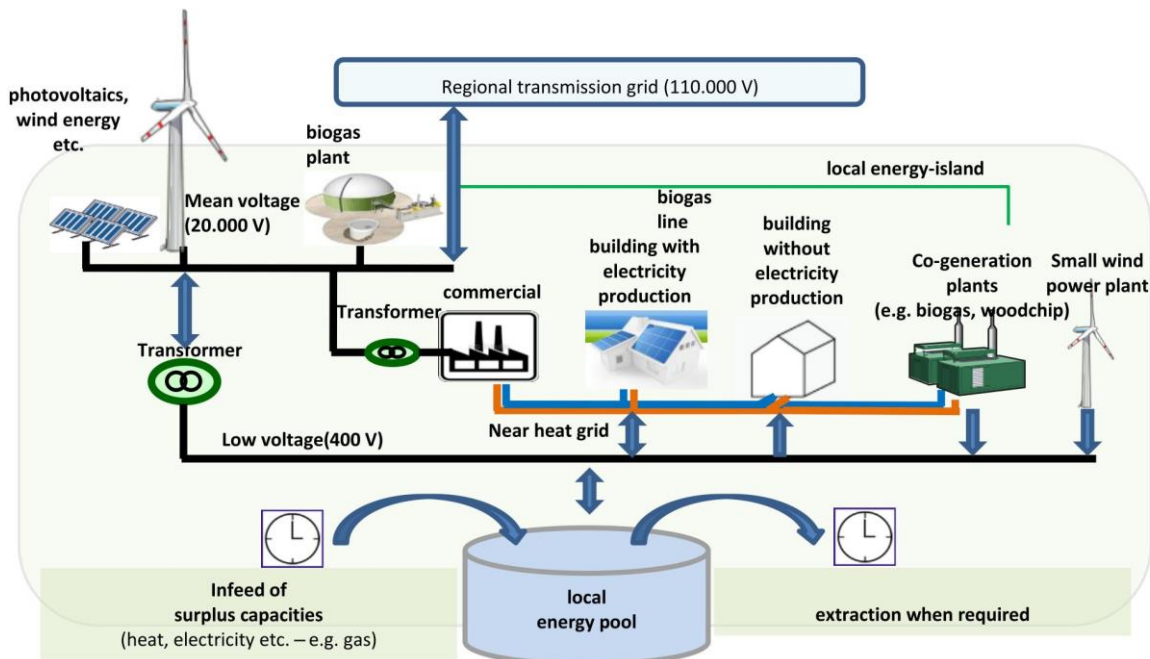 Regional transmission grid (110.000 V)
photovoltaics,
wind energy
etc.
biogas
plant
local energy-island
Mean voltage
(20.000 V)
biogas
line
building with
electricity
production
building
without
electricity
production
Co-generation
plants
(e.g. biogas, woodchip)
Small wind
power plant
commercial
Transformer
Transformer
Near heat grid
Low voltage(400 V)
Infeed of
surplus capacities
(heat, electricity etc. – e.g. gas)
local
energy pool
extraction when required